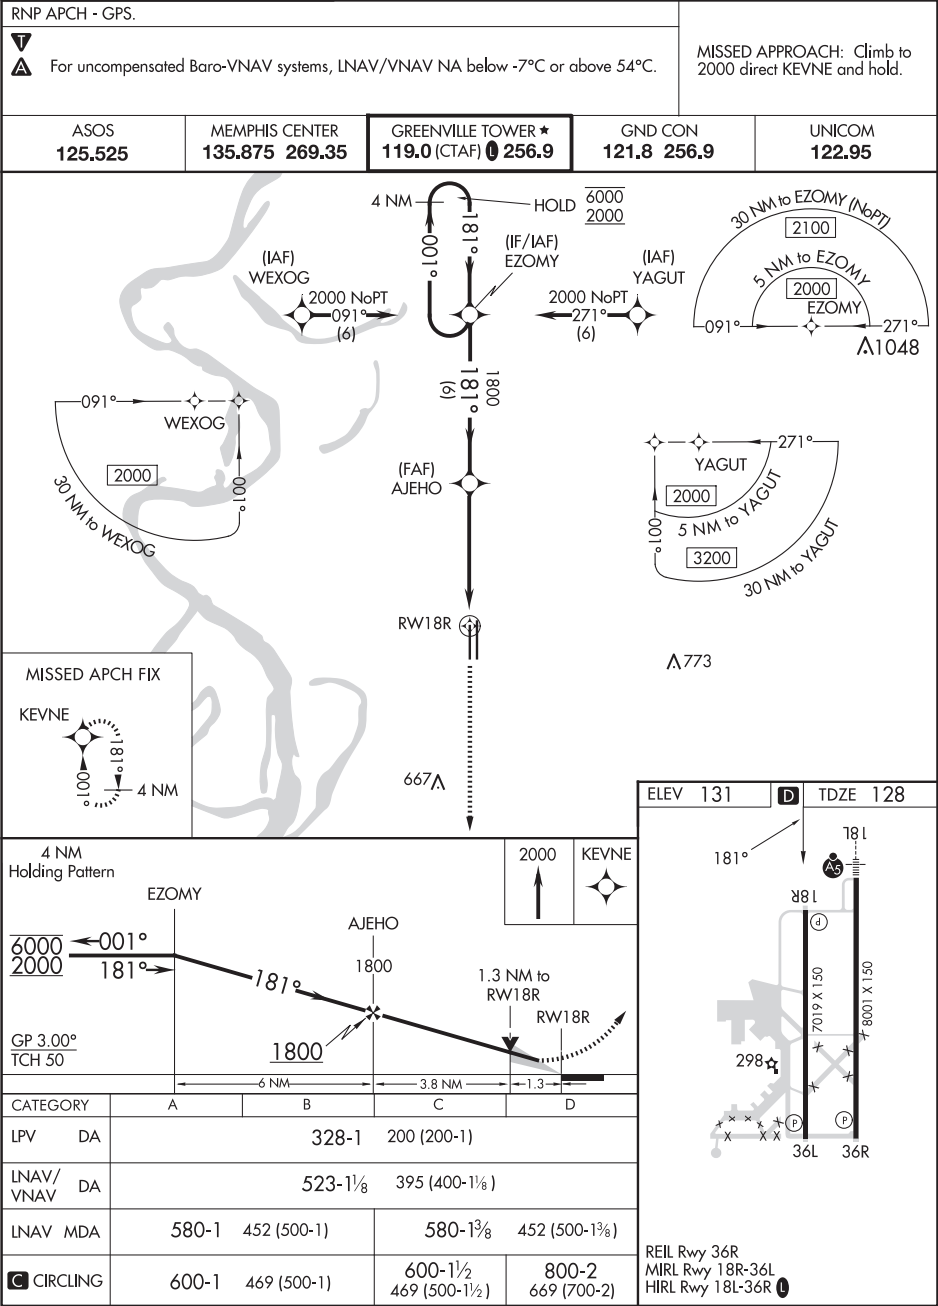 RNP APCH - GPS.
T
A
For uncompensated Baro-VNAV systems, LNAV/VNAV NA below -7°C or above 54°C.
MISSED APPROACH: Climb to
2000 direct KEVNE and hold.
ASOS
125.525
MEMPHIS CENTER
135.875 269.35
GREENVILLE TOWER ★
119.0 (CTAF) L 256.9
GND CON
121.8 256.9
UNICOM
122.95
4 NM
HOLD
6000
2000
001°
181°
(IF/IAF)
EZOMY
(IAF)
WEXOG
2000 NoPT
091°
(6)
(IAF)
YAGUT
2000 NoPT
271°
(6)
30 NM to EZOMY (NoPT)
2100
5 NM to EZOMY
2000
EZOMY
091°
271°
1048
1800
181°
(6)
091°
WEXOG
2000
001°
30 NM to WEXOG
(FAF)
AJEHO
271°
YAGUT
2000
5 NM to YAGUT
001°
3200
30 NM to YAGUT
RW18R
773
MISSED APCH FIX
KEVNE
181°
001°
4 NM
667
ELEV 131
D
TDZE 128
181°
18L
A5
18R
P
7019 X 150
8001 X 150
298
P
P
36L
36R
REIL Rwy 36R
MIRL Rwy 18R-36L
HIRL Rwy 18L-36R L
4 NM
Holding Pattern
EZOMY
2000
KEVNE
AJEHO
6000
2000
001°
181°
181°
1800
1.3 NM to
RW18R
RW18R
GP 3.00°
TCH 50
1800
6 NM
3.8 NM
1.3
CATEGORY A B C D
LPV DA 328-1 200 (200-1)
LNAV/
VNAV DA 523-1⅛ 395 (400-1⅛)
LNAV MDA 580-1 452 (500-1) 580-1⅜ 452 (500-1⅜)
C CIRCLING 600-1 469 (500-1)
600-1½
469 (500-1½)
800-2
669 (700-2)